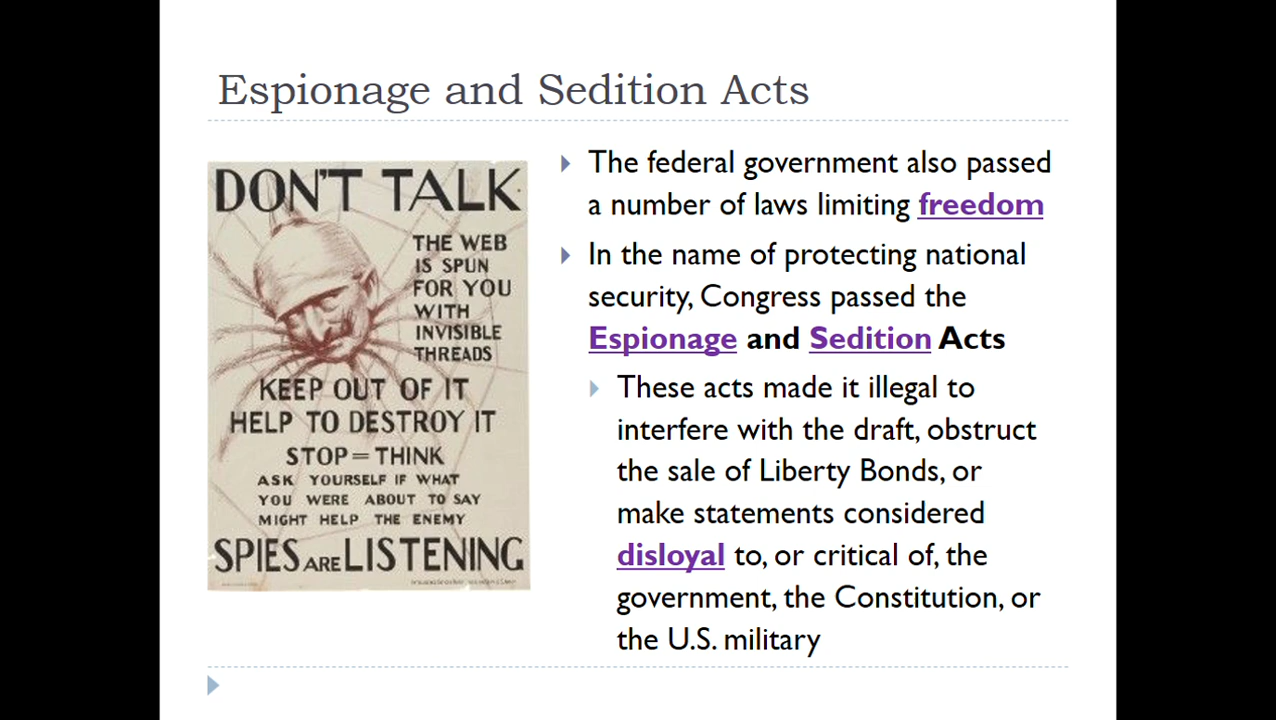 Espionage and Sedition Acts
DON'T TALK
THE WEB
IS SPUN
FOR YOU
WITH
INVISIBLE
THREADS
KEEP OUT OF IT
HELP TO DESTROY IT
STOP = THINK
ASK YOURSELF IF WHAT
YOU WERE ABOUT TO SAY
MIGHT HELP THE ENEMY
SPIES ARE LISTENING
The federal government also passed
a number of laws limiting freedom
In the name of protecting national
security, Congress passed the
Espionage and Sedition Acts
These acts made it illegal to
interfere with the draft, obstruct
the sale of Liberty Bonds, or
make statements considered
disloyal to, or critical of, the
government, the Constitution, or
the U.S. military